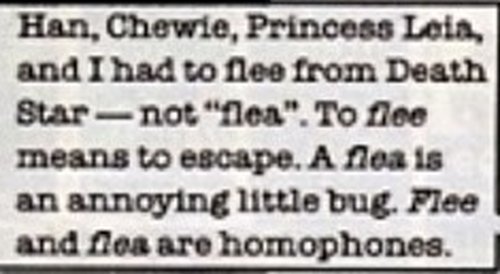 Han, Chewie, Princess Leia,
and I had to flee from Death
Star — not "flea". To flee
means to escape. A flea is
an annoying little bug. Flee
and flea are homophones.